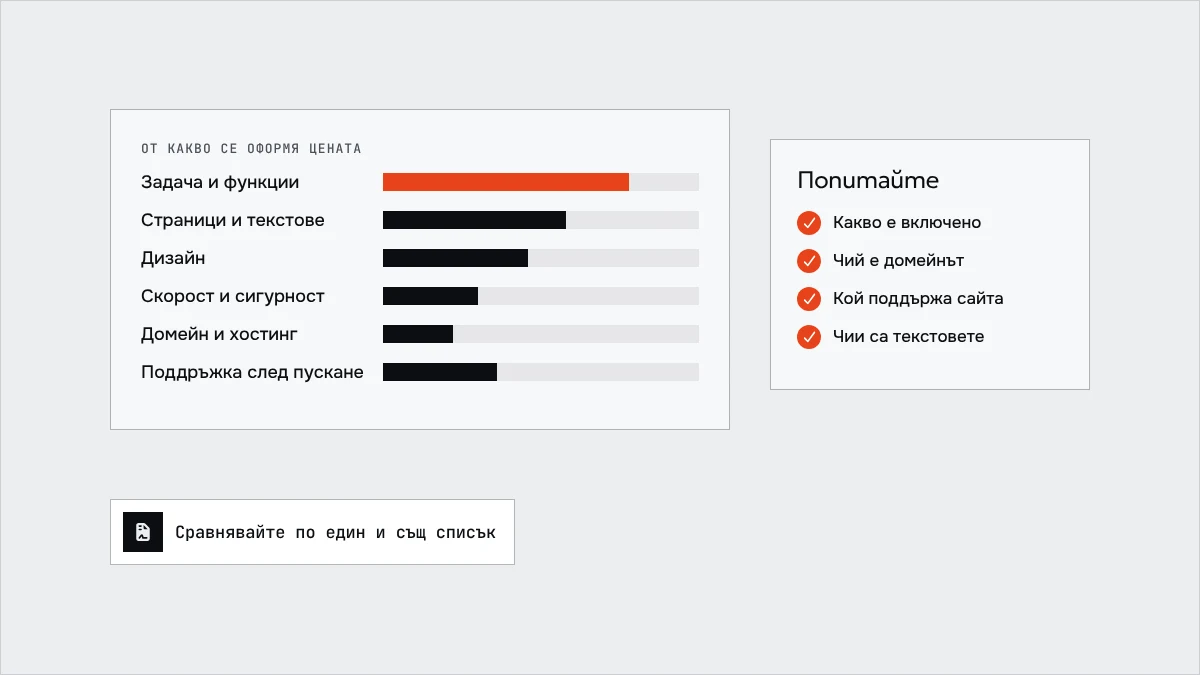 ОТ КАКВО СЕ ОФОРМЯ ЦЕНАТА
Задача и функции
Страници и текстове
Дизайн
Скорост и сигурност
Домейн и хостинг
Поддръжка след пускане
Попитайте
Какво е включено
Чий е домейнът
Кой поддържа сайта
Чии са текстовете
Сравнявайте по един и същ списък